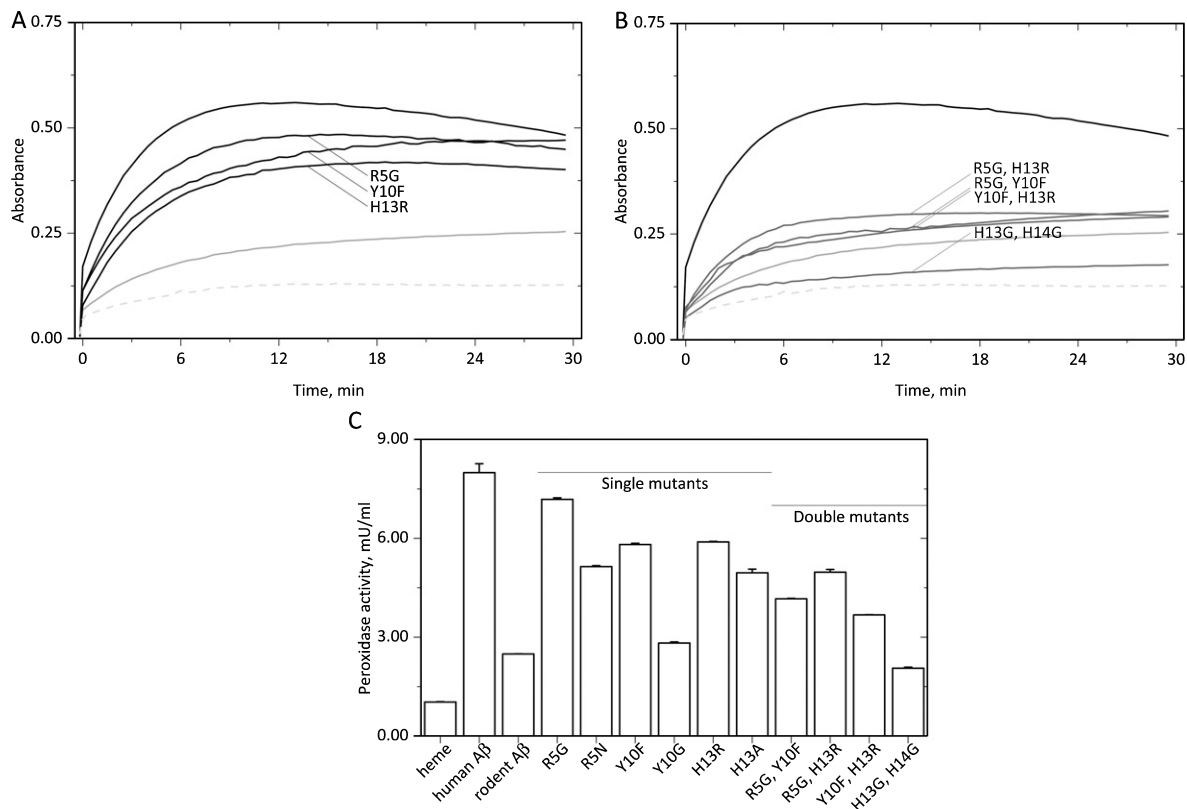 A
0.75
0.50
0.25
0.00
Absorbance
R5G
Y10F
H13R
0
6
12
18
24
30
Time, min
B
0.75
0.50
0.25
0.00
Absorbance
R5G, H13R
R5G, Y10F
Y10F, H13R
H13G, H14G
0
6
12
18
24
30
Time, min
C
9.00
6.00
3.00
0.00
Peroxidase activity, mU/ml
Single mutants
Double mutants
heme
human Aβ
rodent Aβ
R5G
R5N
Y10F
Y10G
H13R
H13A
R5G, Y10F
R5G, H13R
Y10F, H13R
H13G, H14G